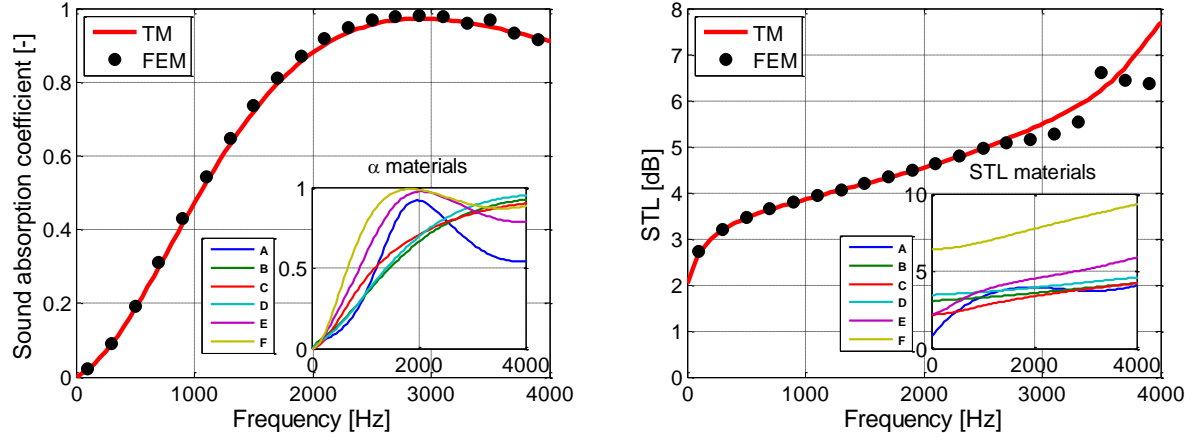 Sound absorption coefficient [-]
1
0.8
0.6
0.4
0.2
0
TM
FEM
α materials
1
0.5
0
0 2000 4000
A
B
C
D
E
F
0 1000 2000 3000 4000
Frequency [Hz]
STL [dB]
8
7
6
5
4
3
2
1
0
TM
FEM
STL materials
10
5
0
0 2000 4000
A
B
C
D
E
F
0 1000 2000 3000 4000
Frequency [Hz]